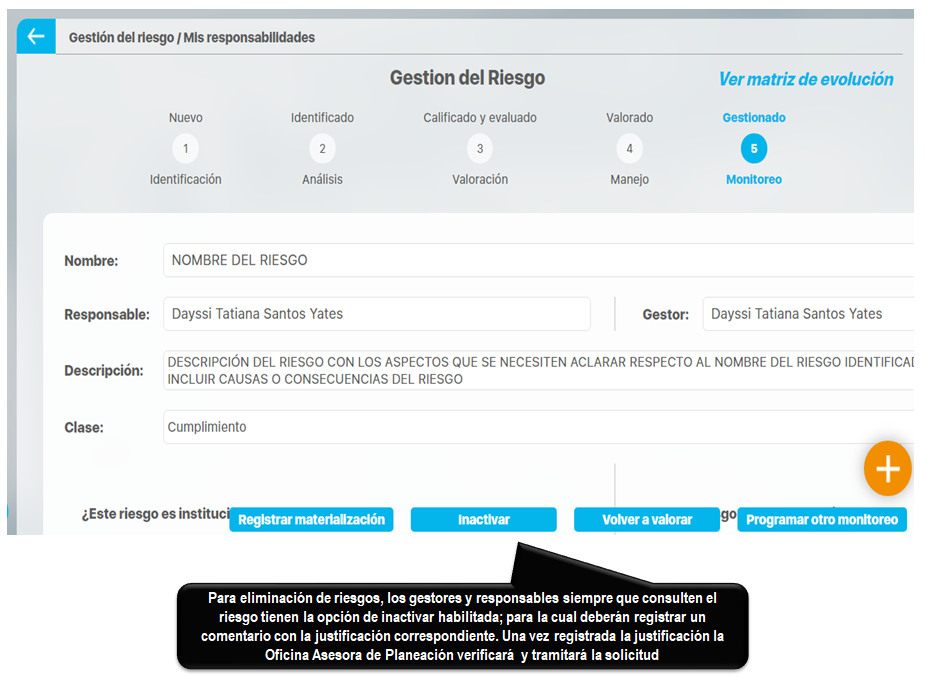 Gestión del riesgo / Mis responsabilidades
Gestion del Riesgo
Ver matriz de evolución
Nuevo
Identificado
Calificado y evaluado
Valorado
Gestionado
1
2
3
4
5
Identificación
Análisis
Valoración
Manejo
Monitoreo
Nombre:
NOMBRE DEL RIESGO
Responsable:
Dayssi Tatiana Santos Yates
Gestor:
Dayssi Tatiana Santos Yates
Descripción:
DESCRIPCIÓN DEL RIESGO CON LOS ASPECTOS QUE SE NECESITEN ACLARAR RESPECTO AL NOMBRE DEL RIESGO IDENTIFICAD
INCLUIR CAUSAS O CONSECUENCIAS DEL RIESGO
Clase:
Cumplimiento
¿Este riesgo es instituci
go
Registrar materialización
Inactivar
Volver a valorar
Programar otro monitoreo
Para eliminación de riesgos, los gestores y responsables siempre que consulten el
riesgo tienen la opción de inactivar habilitada; para la cual deberán registrar un
comentario con la justificación correspondiente. Una vez registrada la justificación la
Oficina Asesora de Planeación verificará y tramitará la solicitud